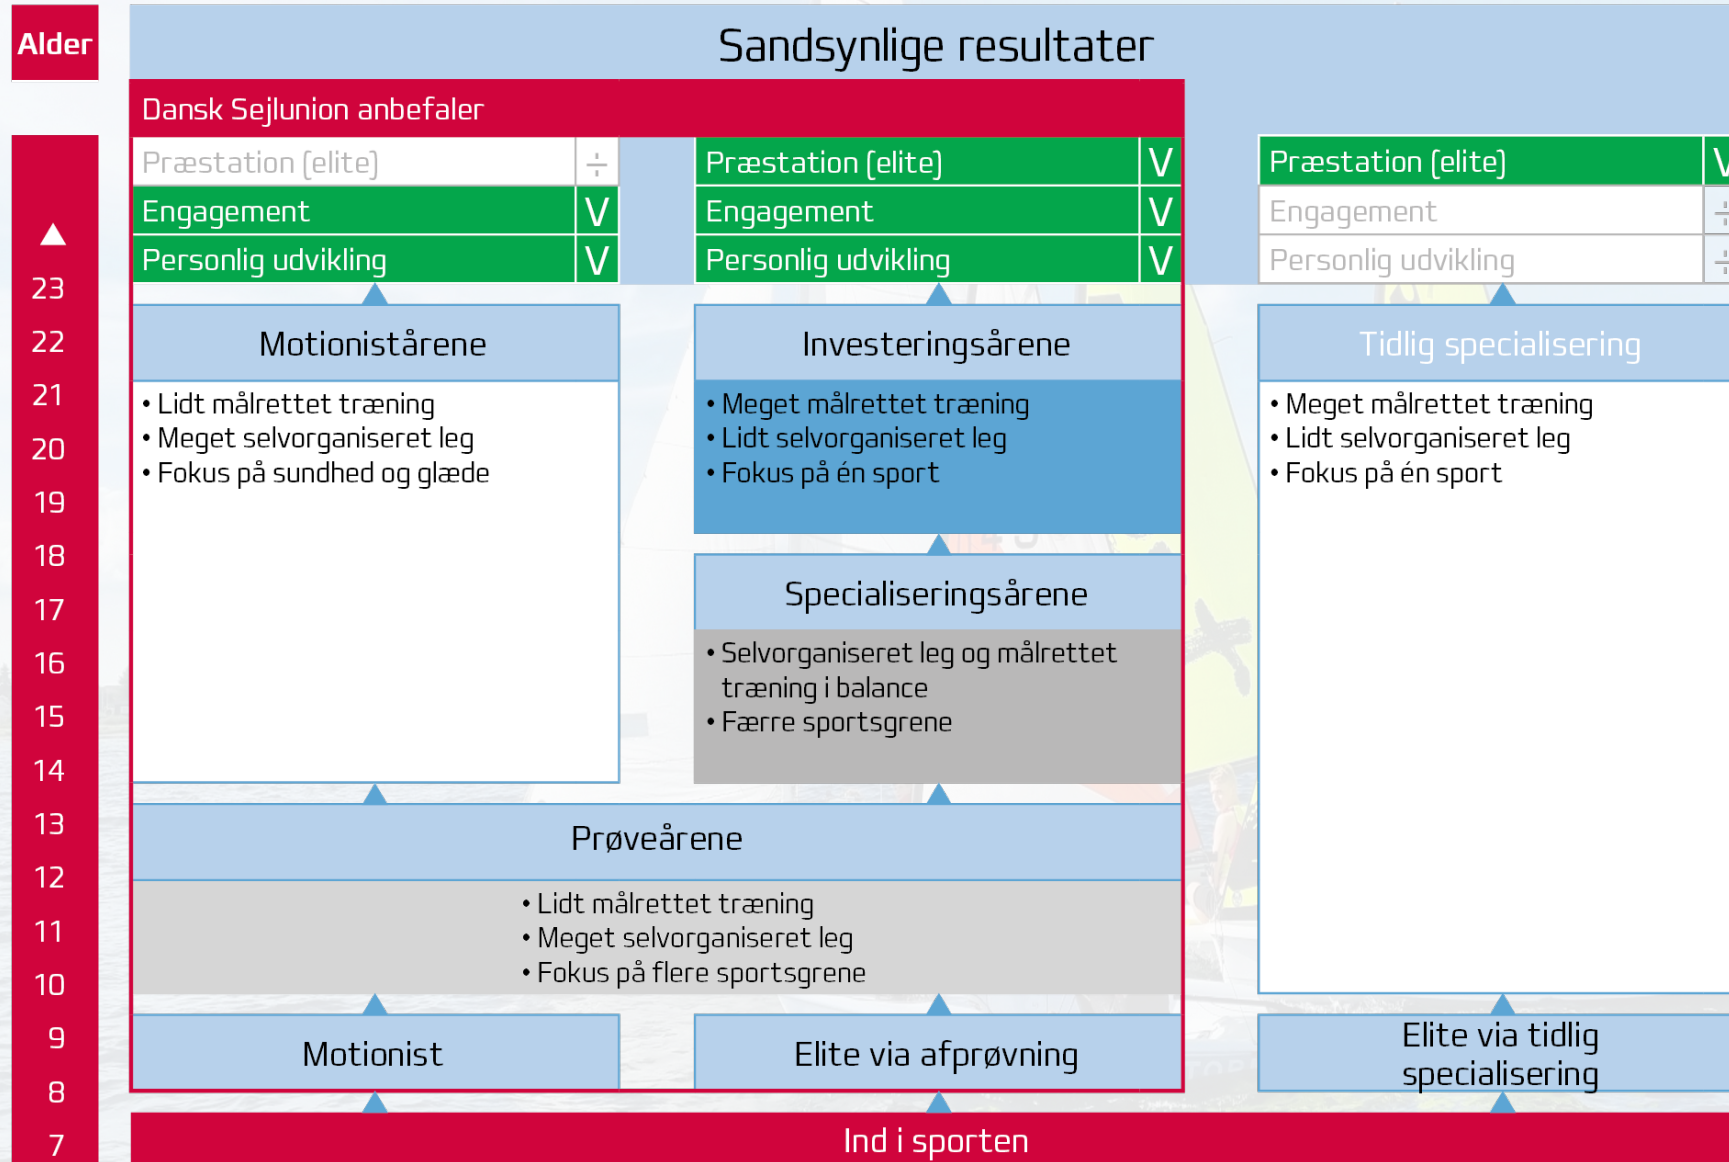 Alder
Sandsynlige resultater
Dansk Sejlunion anbefaler
Præstation (elite) ÷
Engagement V
Personlig udvikling V
Præstation (elite) V
Engagement V
Personlig udvikling V
Præstation (elite) V
Engagement ÷
Personlig udvikling ÷
23
22
21
20
19
18
17
16
15
14
13
12
11
10
9
8
7
Motionistårene
• Lidt målrettet træning
• Meget selvorganiseret leg
• Fokus på sundhed og glæde
Investeringsårene
• Meget målrettet træning
• Lidt selvorganiseret leg
• Fokus på én sport
Specialiseringsårene
• Selvorganiseret leg og målrettet
træning i balance
• Færre sportsgrene
Tidlig specialisering
• Meget målrettet træning
• Lidt selvorganiseret leg
• Fokus på én sport
Prøveårene
• Lidt målrettet træning
• Meget selvorganiseret leg
• Fokus på flere sportsgrene
Motionist
Elite via afprøvning
Elite via tidlig
specialisering
Ind i sporten